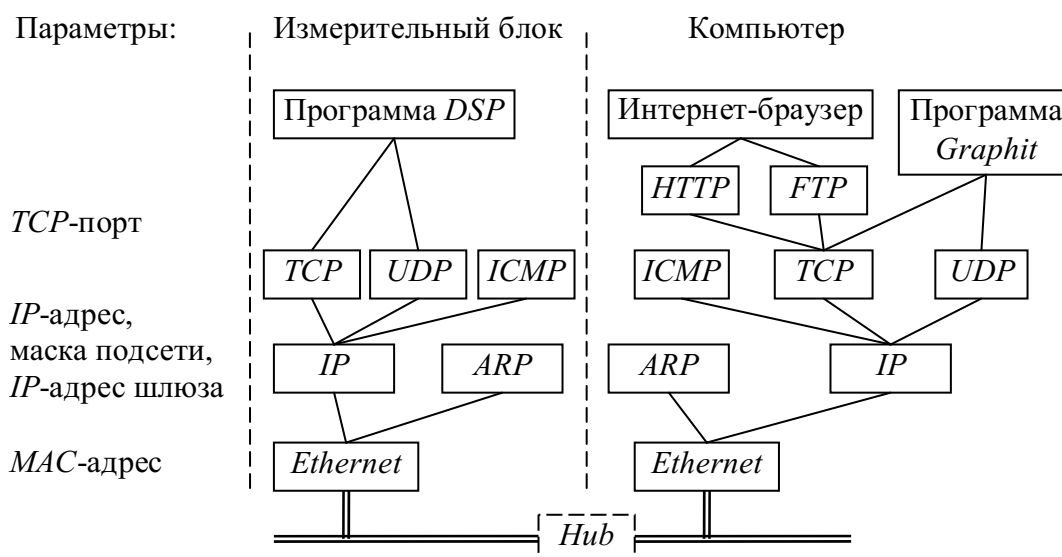 Параметры:
Измерительный блок
Компьютер
Программа DSP
Интернет-браузер
Программа
Graphit
HTTP
FTP
TCP-порт
TCP
UDP
ICMP
ICMP
TCP
UDP
IP-адрес,
маска подсети,
IP-адрес шлюза
IP
ARP
ARP
IP
MAC-адрес
Ethernet
Ethernet
Hub